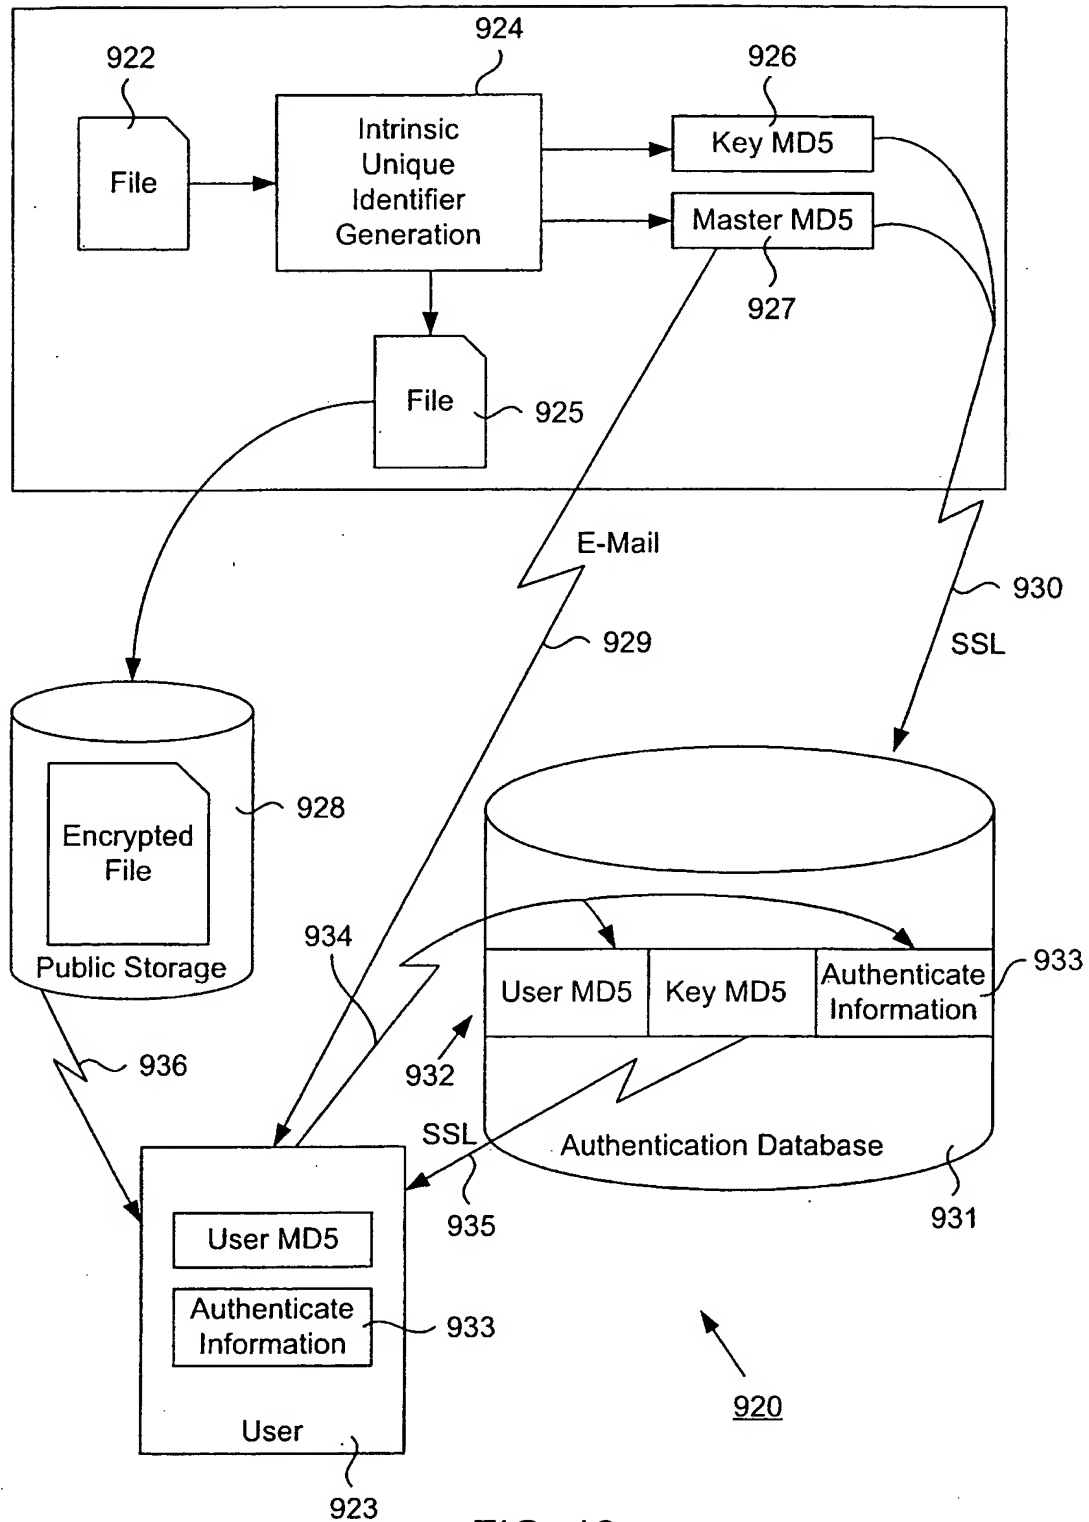 924
922
926
Intrinsic
Unique
Identifier
Generation
Key MD5
File
Master MD5
927
File
925
E-Mail
930
929
SSL
928
Encrypted
File
934
Public Storage
933
User MD5
Key MD5
Authenticate
Information
936
932
SSL
Authentication Database
935
931
User MD5
Authenticate
Information
933
920
User
923